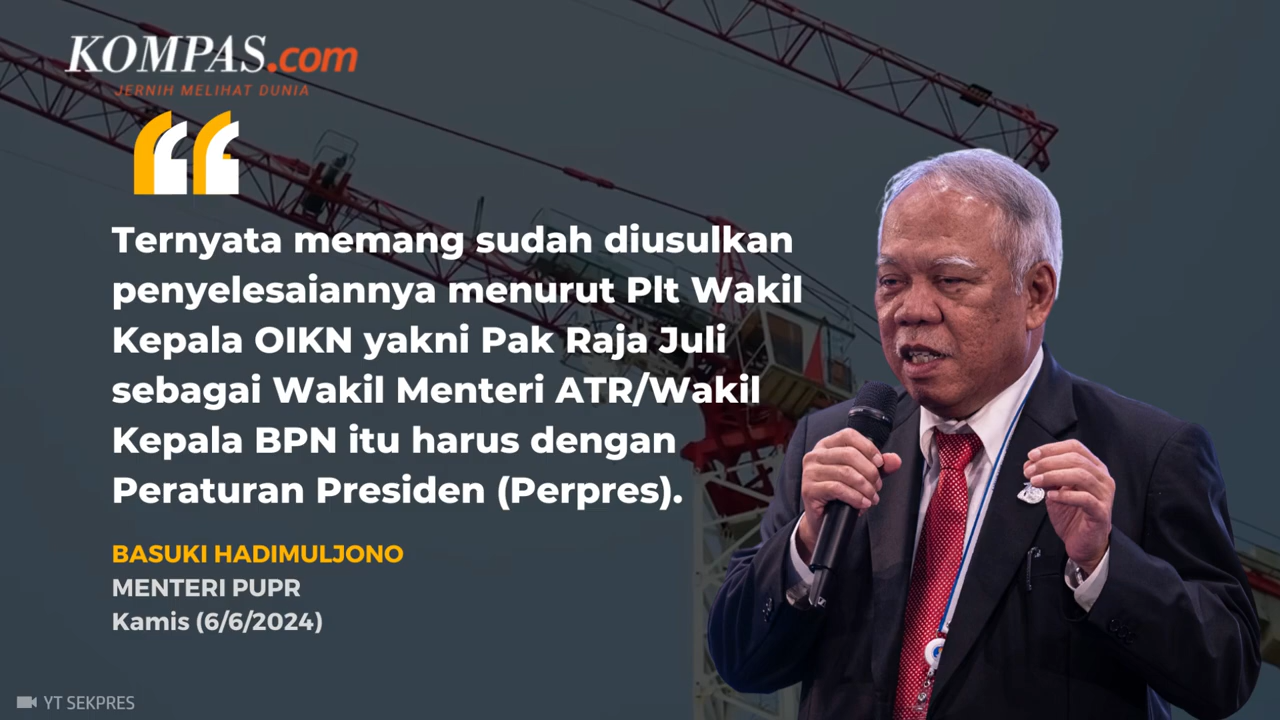 KOMPAS.com
JERNIH MELIHAT DUNIA
“
Ternyata memang sudah diusulkan
penyelesaiannya menurut Plt Wakil
Kepala OIKN yakni Pak Raja Juli
sebagai Wakil Menteri ATR/Wakil
Kepala BPN itu harus dengan
Peraturan Presiden (Perpres).
BASUKI HADIMULJONO
MENTERI PUPR
Kamis (6/6/2024)
YT SEKPRES